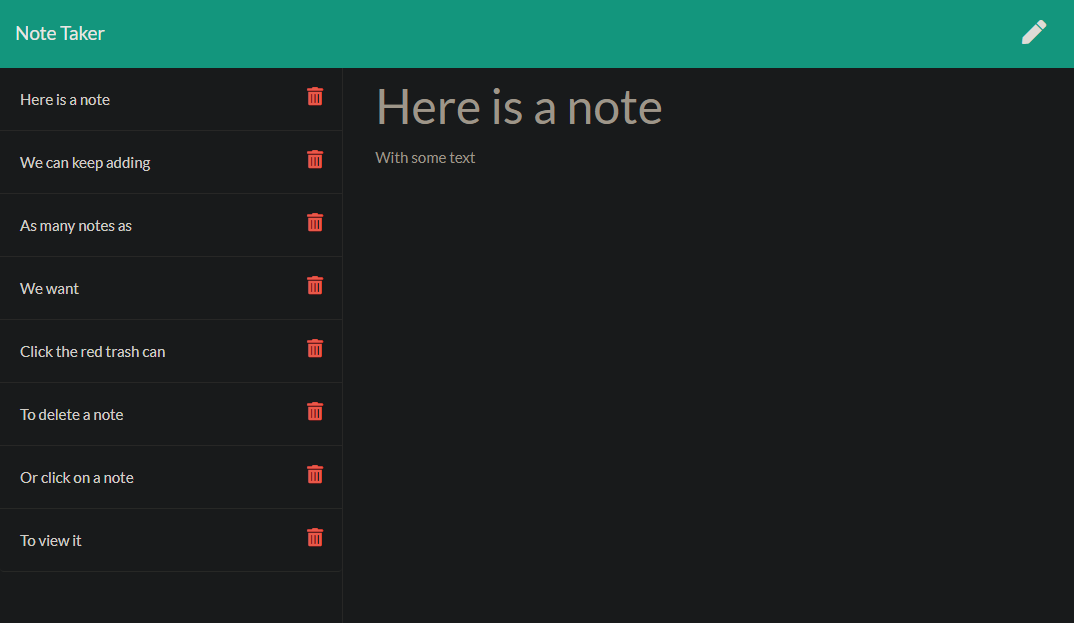 Note Taker
Here is a note
We can keep adding
As many notes as
We want
Click the red trash can
To delete a note
Or click on a note
To view it
Here is a note
With some text